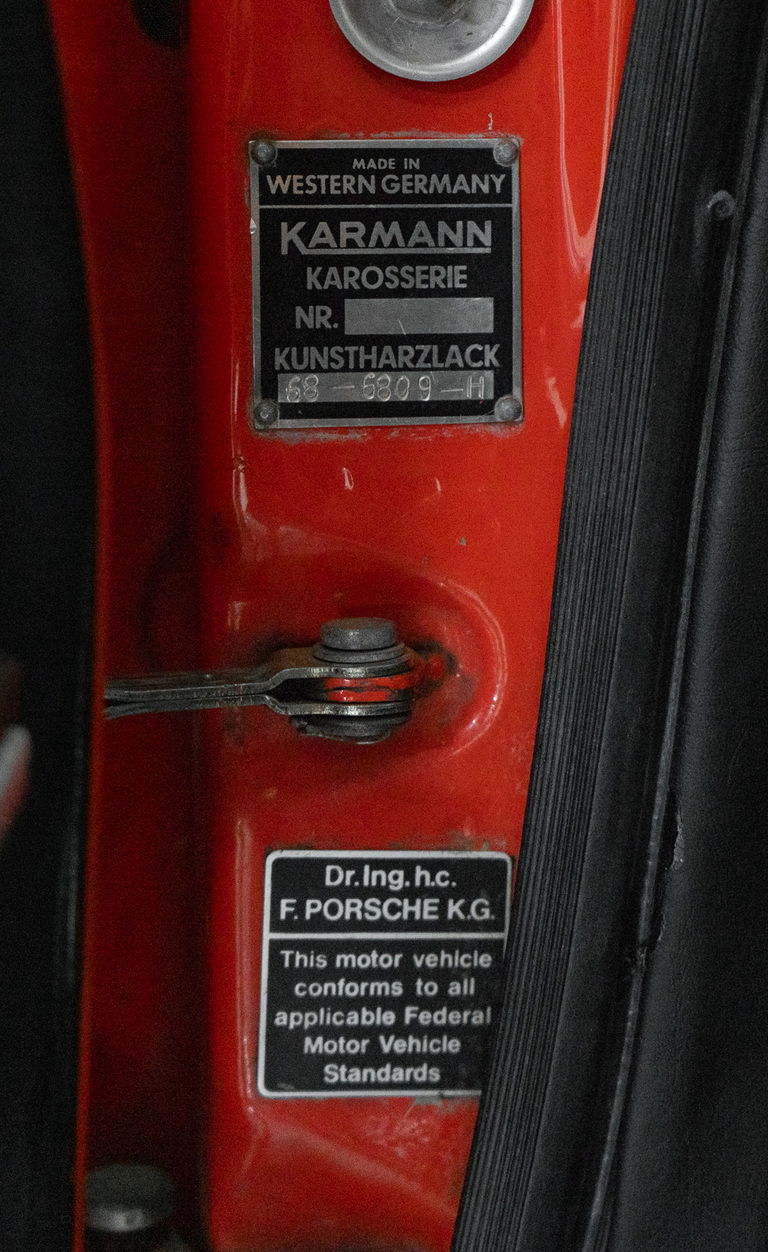 MADE IN
WESTERN GERMANY
KARMANN
KAROSSERIE
NR.
KUNSTHARZLACK
68-6809-H
Dr.Ing.h.c.
F. PORSCHE K.G.
This motor vehicle
conforms to all
applicable Federal
Motor Vehicle
Standards